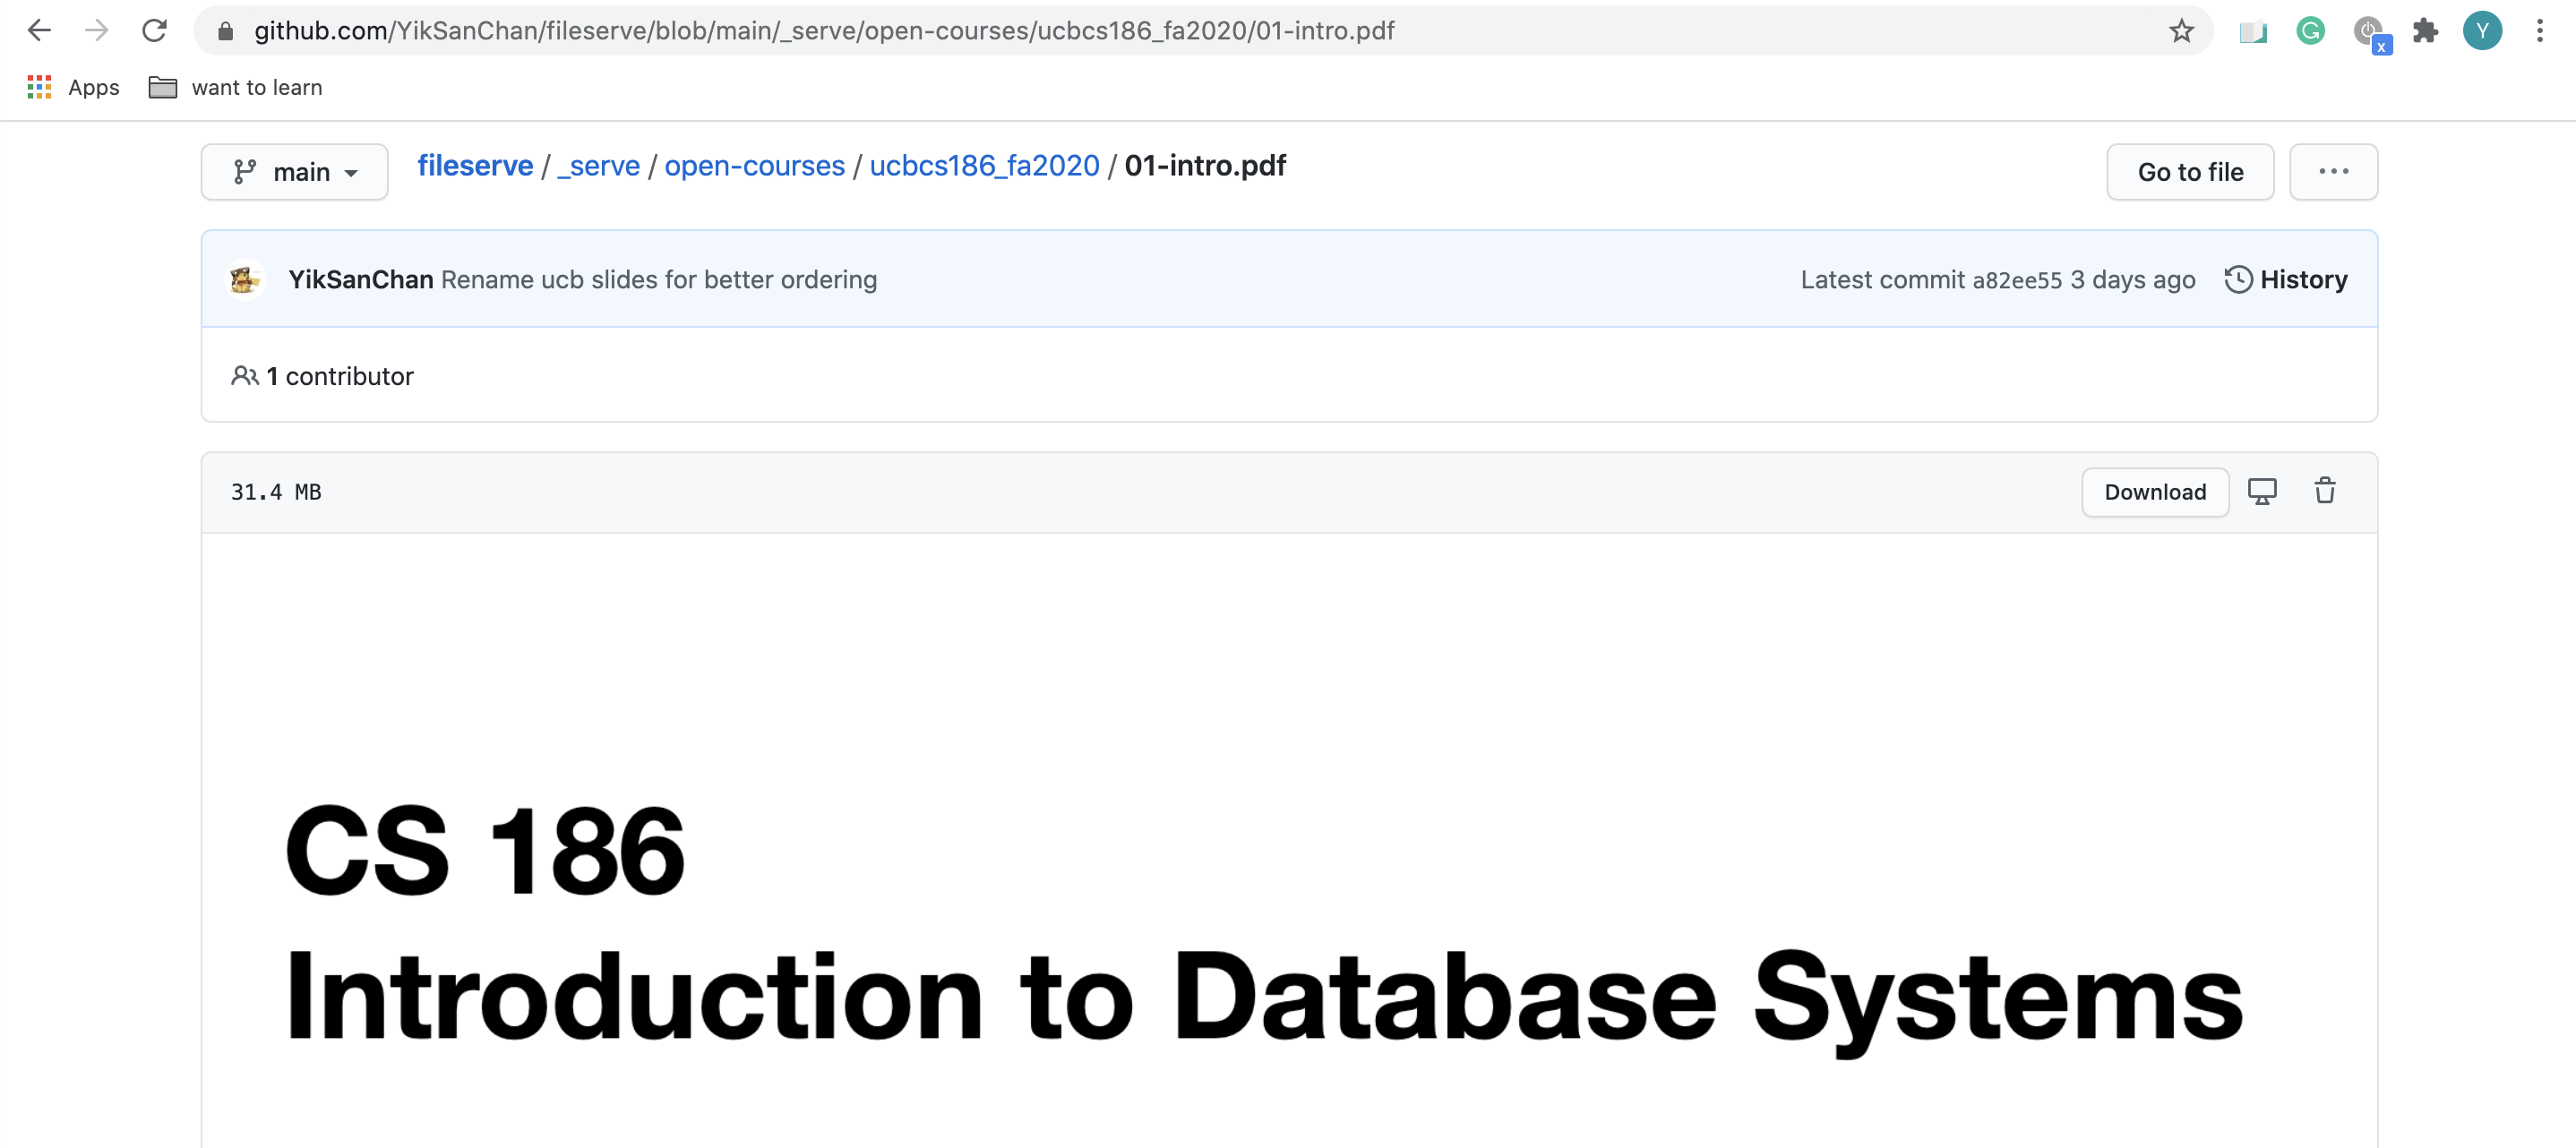 github.com/YikSanChan/fileserve/blob/main/_serve/open-courses/ucbcs186_fa2020/01-intro.pdf
G
x
Y
Apps
want to learn
main
fileserve / _serve / open-courses / ucbcs186_fa2020 / 01-intro.pdf
Go to file
YikSanChan Rename ucb slides for better ordering
Latest commit a82ee55 3 days ago
History
1 contributor
31.4 MB
Download
CS 186
Introduction to Database Systems